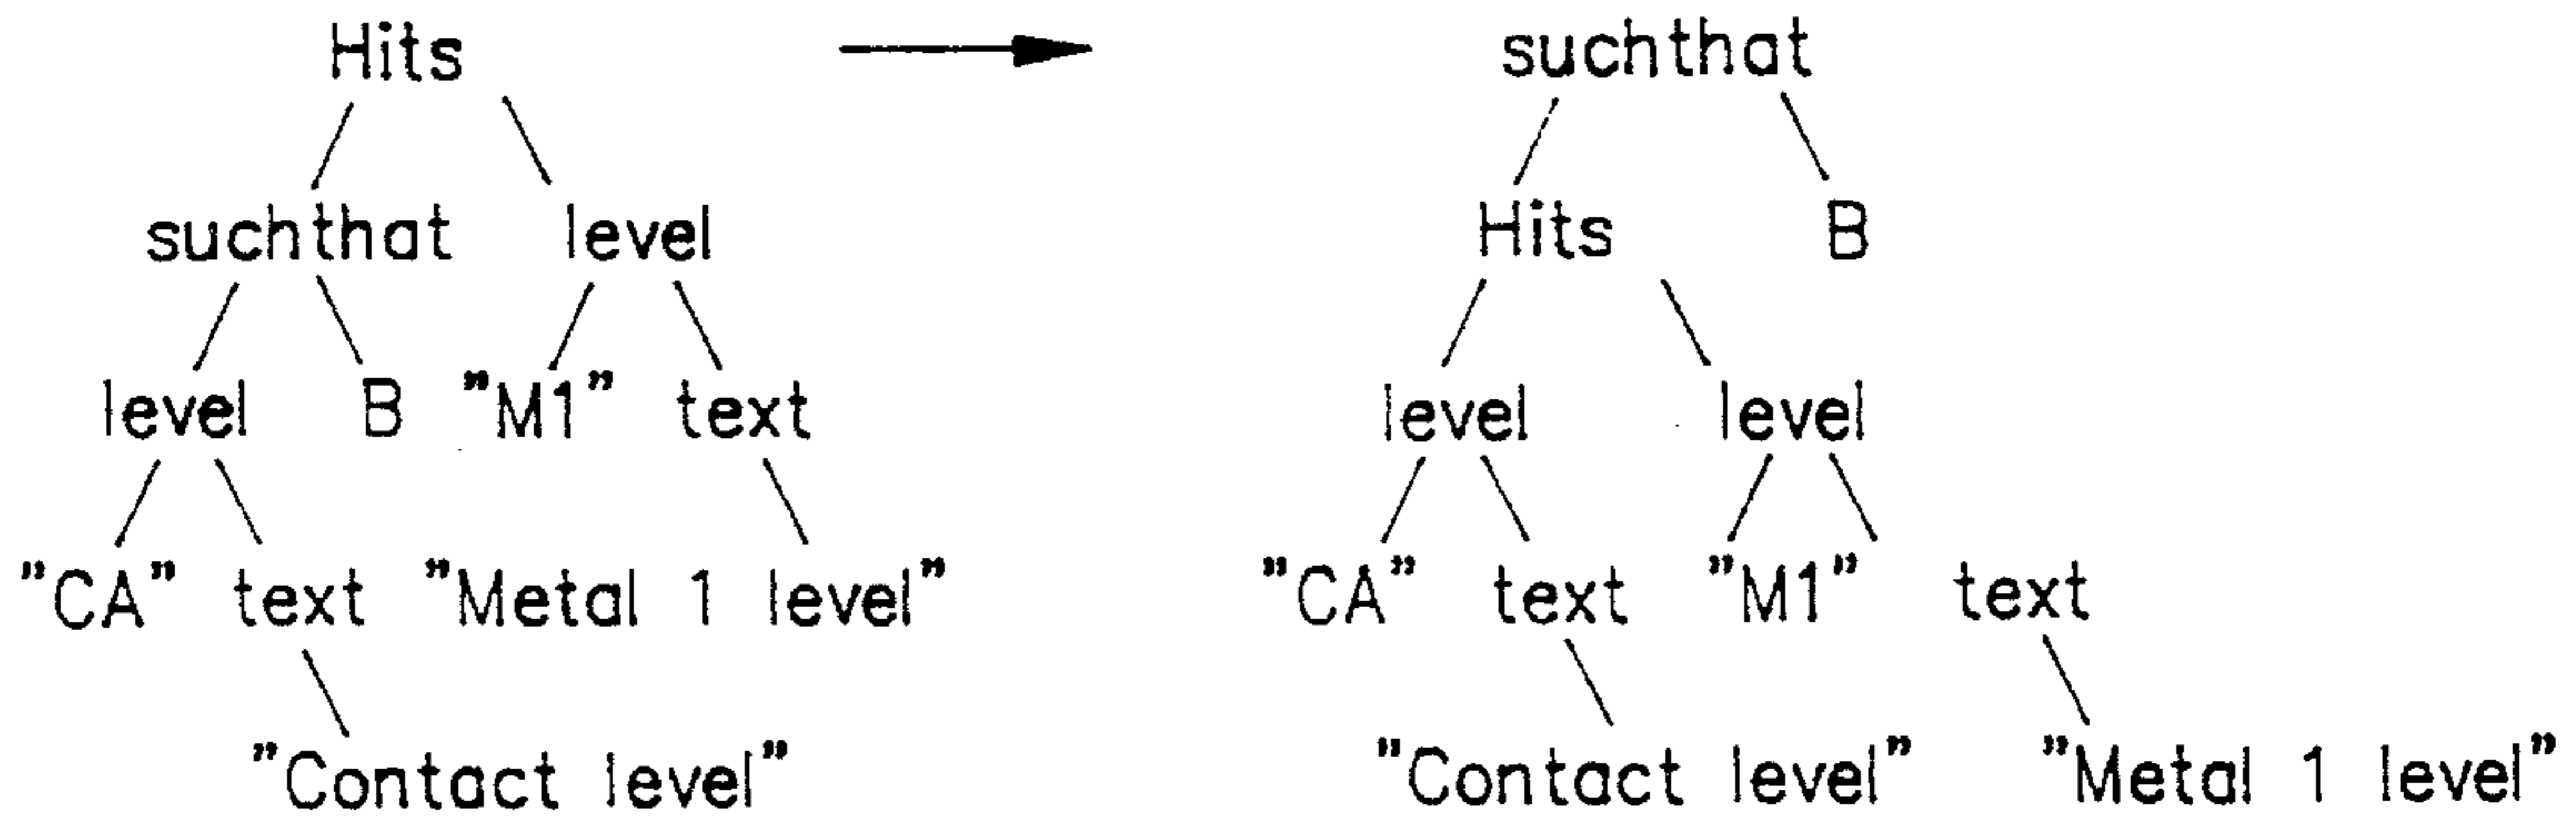 Hits suchthat
suchthat level Hits B
level B "M1" text level level
"CA" text "Metal 1 level" "CA" text "M1" text
"Contact level" "Contact level" "Metal 1 level"